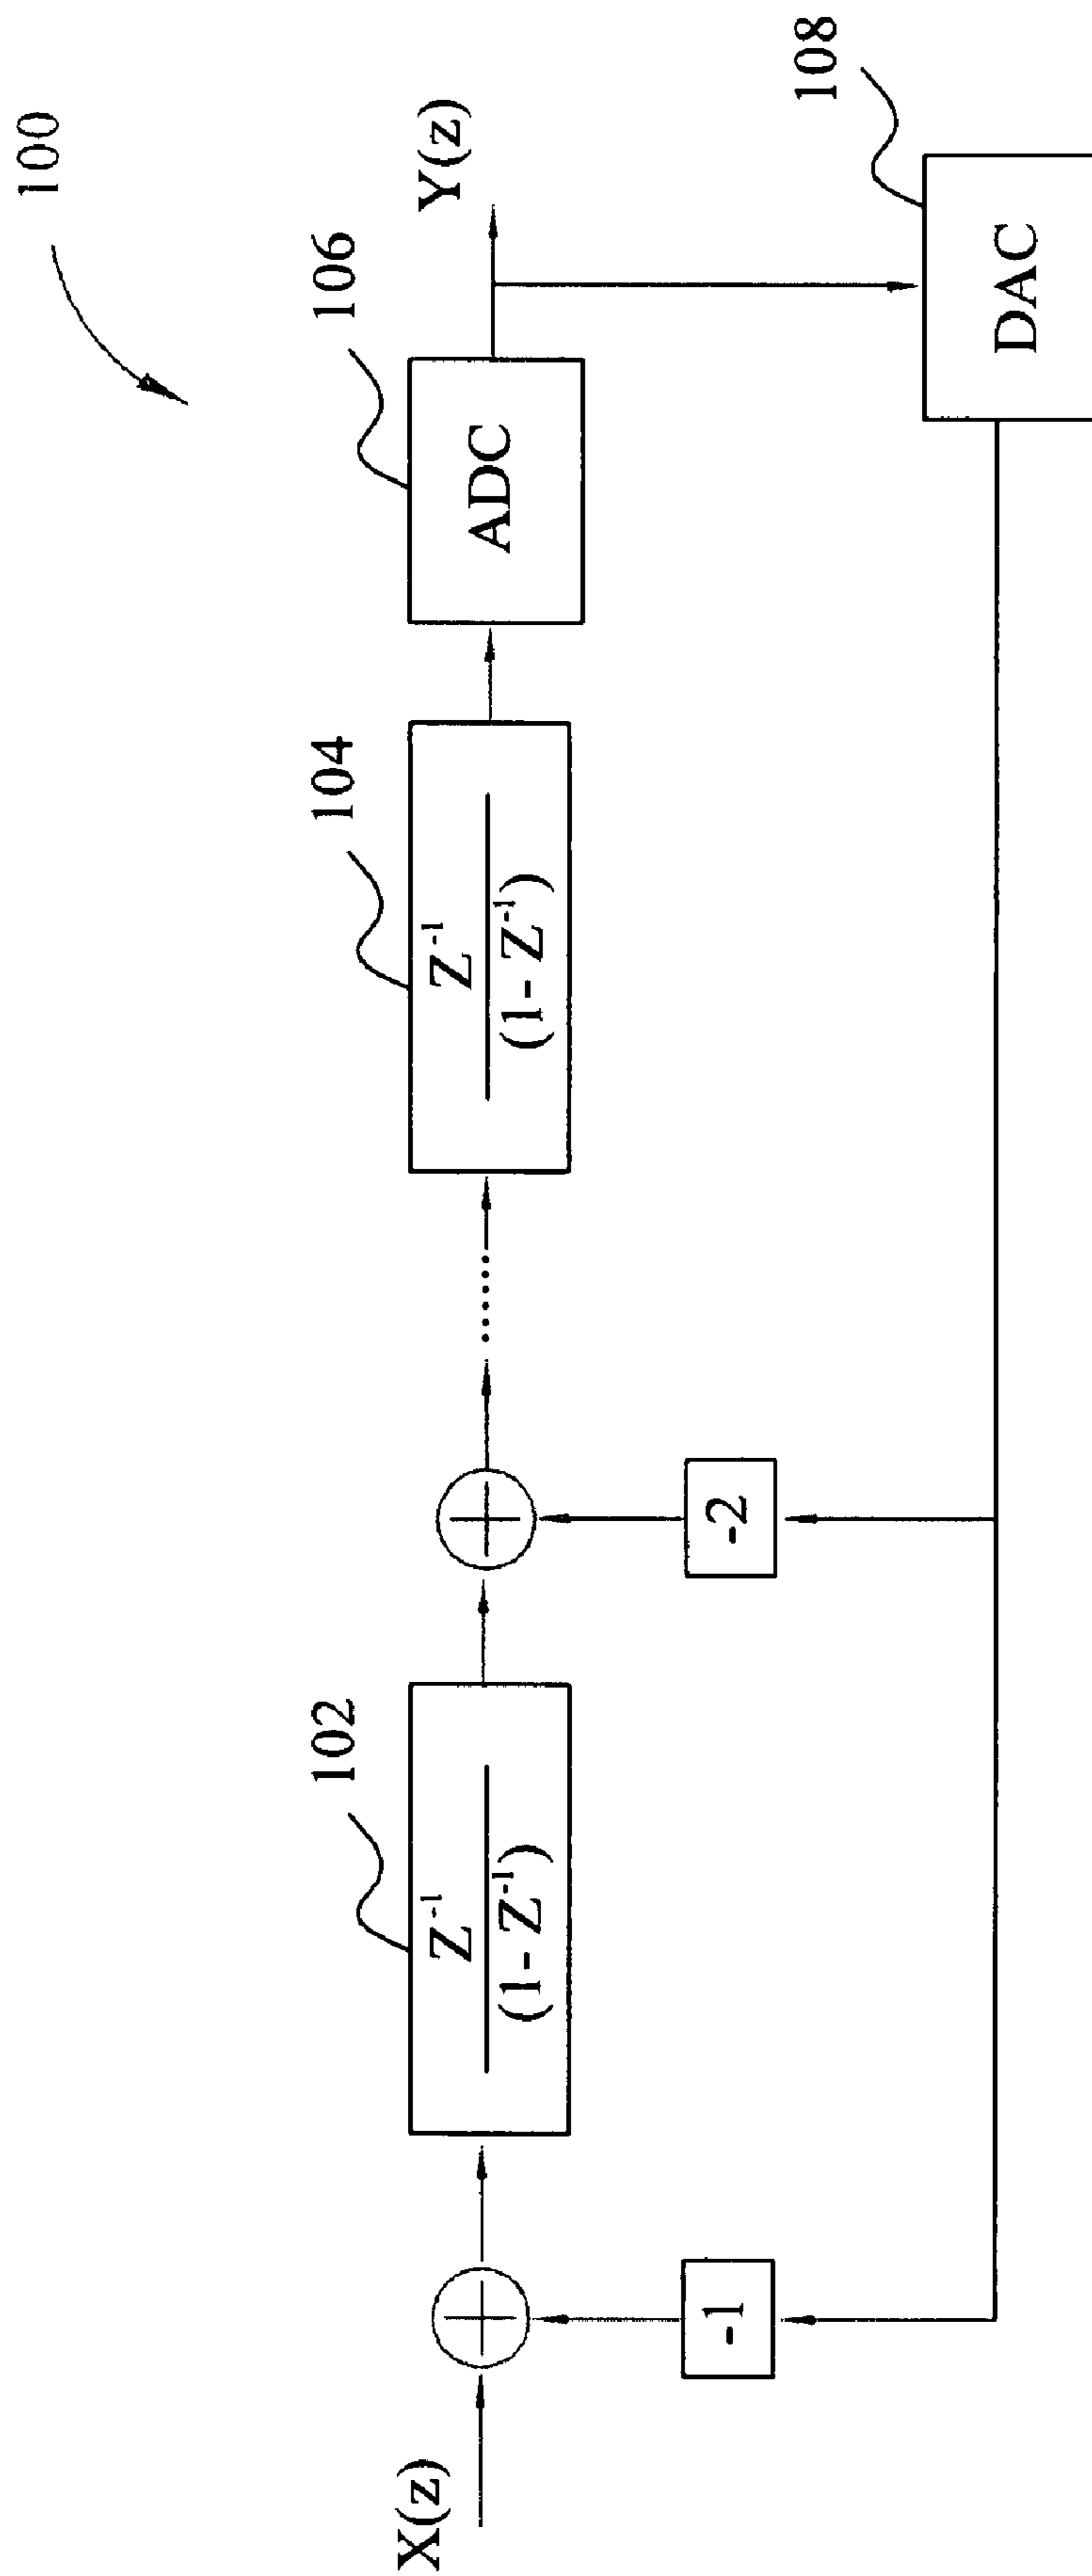 100
102
104
106
X(z)
Z⁻¹
(1- Z⁻¹)
......
Z⁻¹
(1- Z⁻¹)
ADC
Y(z)
-1
-2
108
DAC